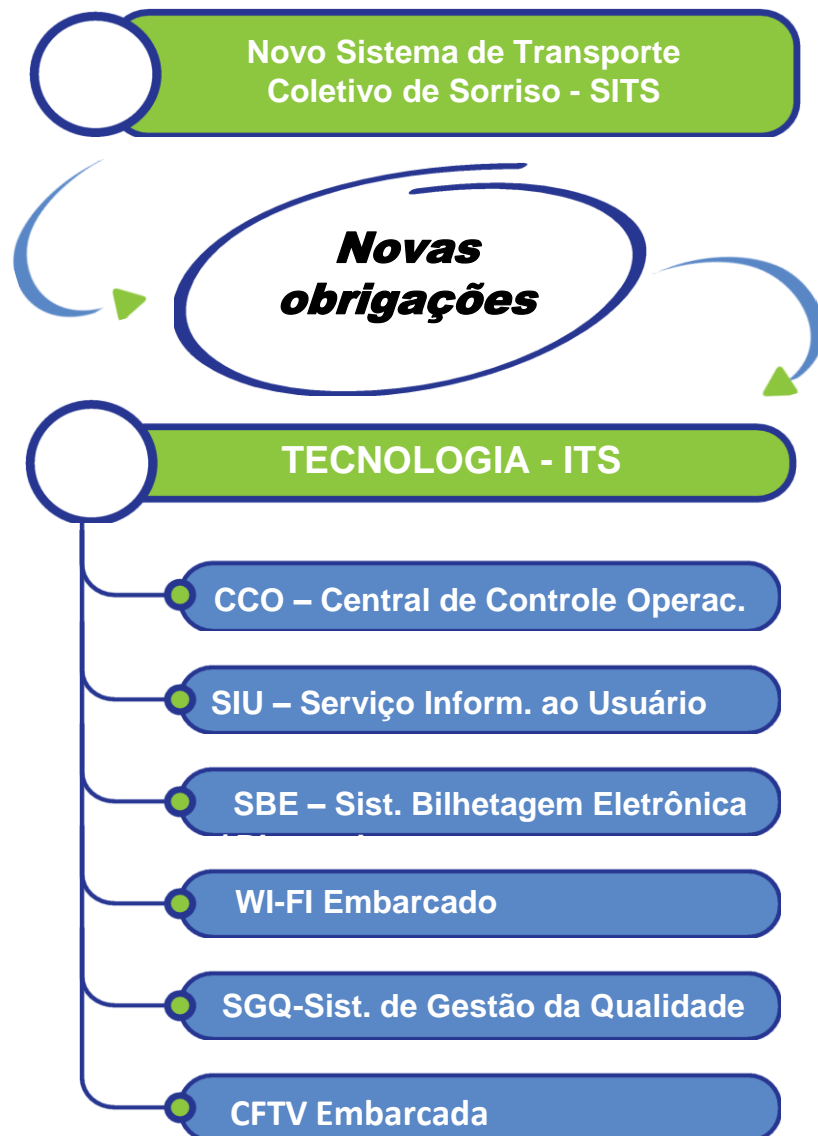 Novo Sistema de Transporte
Coletivo de Sorriso - SITS
Novas
obrigações
TECNOLOGIA - ITS
CCO – Central de Controle Operac.
SIU – Serviço Inform. ao Usuário
SBE – Sist. Bilhetagem Eletrônica
WI-FI Embarcado
SGQ-Sist. de Gestão da Qualidade
CFTV Embarcada